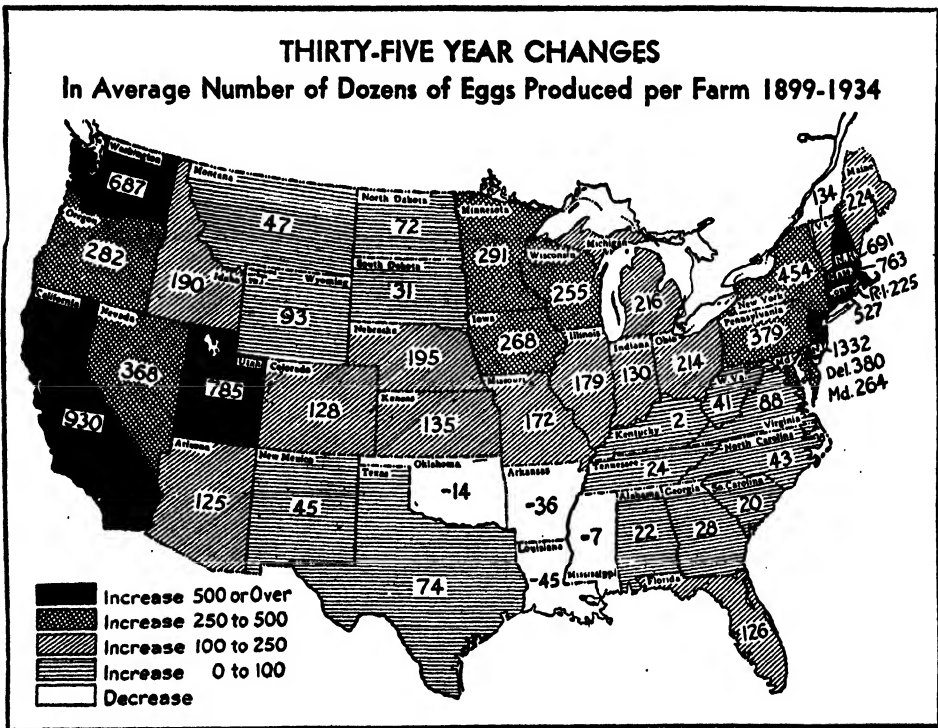 THIRTY-FIVE YEAR CHANGES
In Average Number of Dozens of Eggs Produced per Farm 1899-1934
Washington
687
Oregon
282
California
930
Nevada
368
Idaho
190
Montana
47
Wyoming
93
Utah
785
Colorado
128
Arizona
125
New Mexico
45
North Dakota
72
South Dakota
31
Nebraska
195
Kansas
135
Oklahoma
-14
Texas
74
Minnesota
291
Iowa
268
Missouri
172
Arkansas
-36
Louisiana
-45
Wisconsin
255
Illinois
179
Michigan
216
Indiana
130
Ohio
214
Kentucky
2
Tennessee
24
Mississippi
-7
Alabama
22
Georgia
28
Florida
126
So. Carolina
20
North Carolina
43
Virginia
88
W. Va.
41
Pennsylvania
379
New York
454
Vt.
134
Maine
224
N.H.
691
763
R.I. 225
527
N.J.
1332
Del. 380
Md. 264
Increase 500 or Over
Increase 250 to 500
Increase 100 to 250
Increase 0 to 100
Decrease